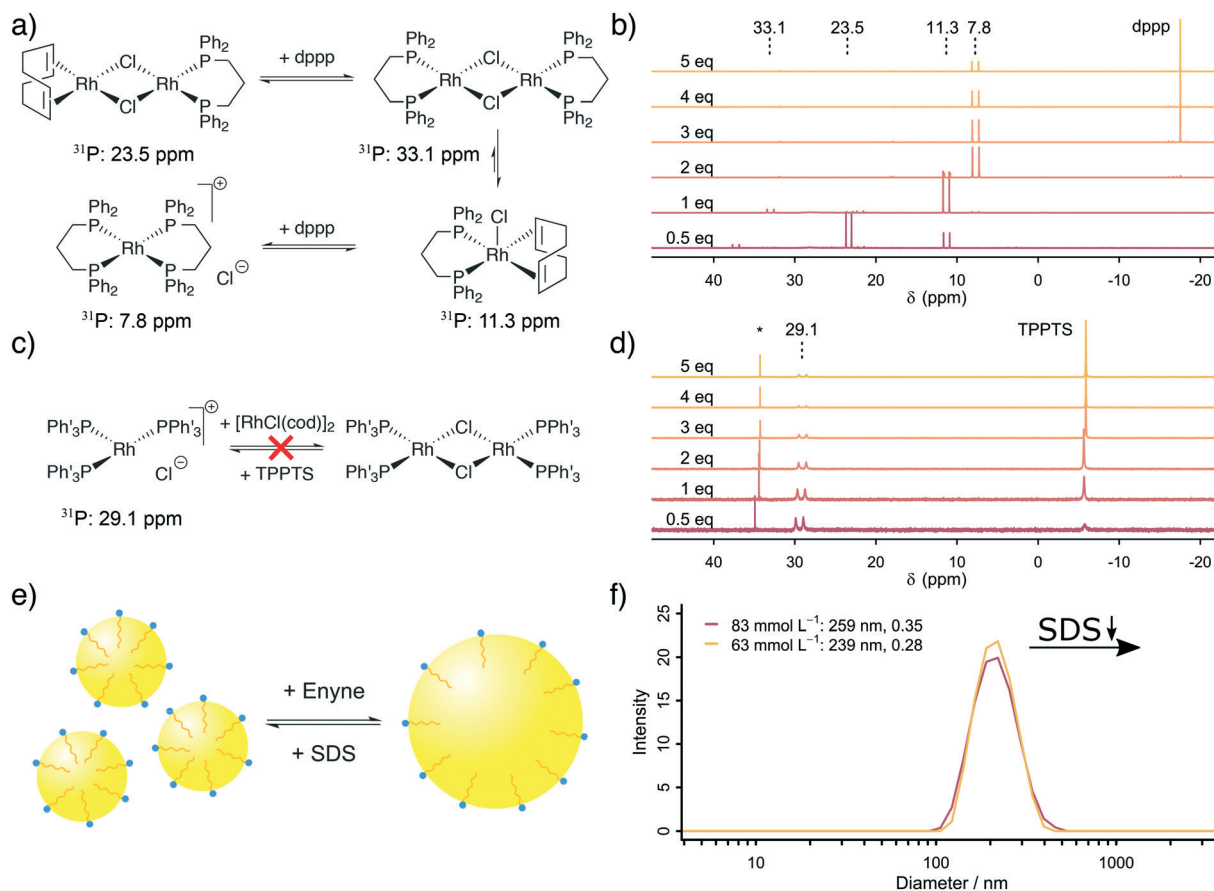 a)
Ph2
P
Cl
Rh
Rh
Cl
P
Ph2
+ dppp
Ph2
P
Ph2
P
Cl
Rh
Rh
Cl
P
Ph2
P
Ph2
31P: 23.5 ppm
31P: 33.1 ppm
Ph2
P
Ph2
P
+
Rh
P
Ph2
P
Ph2
Cl −
+ dppp
Ph2
P
Cl
Rh
P
Ph2
31P: 7.8 ppm
31P: 11.3 ppm
b)
33.1
23.5
11.3
7.8
dppp
5 eq
4 eq
3 eq
2 eq
1 eq
0.5 eq
40
30
20
10
0
-10
-20
δ (ppm)
c)
Ph'3P
PPh'3
+
Rh
Ph'3P
Cl −
+ [RhCl(cod)]2
+ TPPTS
Ph'3P
Cl
PPh'3
Rh
Rh
Ph'3P
Cl
PPh'3
31P: 29.1 ppm
d)
*
29.1
TPPTS
5 eq
4 eq
3 eq
2 eq
1 eq
0.5 eq
40
30
20
10
0
-10
-20
δ (ppm)
e)
+ Enyne
+ SDS
f)
25
20
15
10
5
0
Intensity
83 mmol L−1: 259 nm, 0.35
63 mmol L−1: 239 nm, 0.28
SDS↓
10
100
1000
Diameter / nm